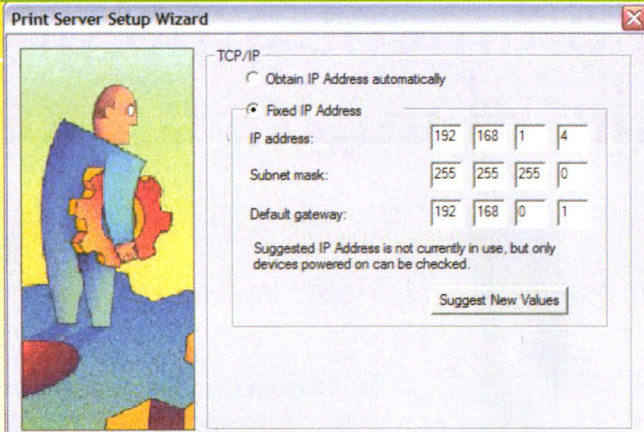 Print Server Setup Wizard
TCP/IP
Obtain IP Address automatically
Fixed IP Address
IP address: 192 168 1 4
Subnet mask: 255 255 255 0
Default gateway: 192 168 0 1
Suggested IP Address is not currently in use, but only
devices powered on can be checked.
Suggest New Values